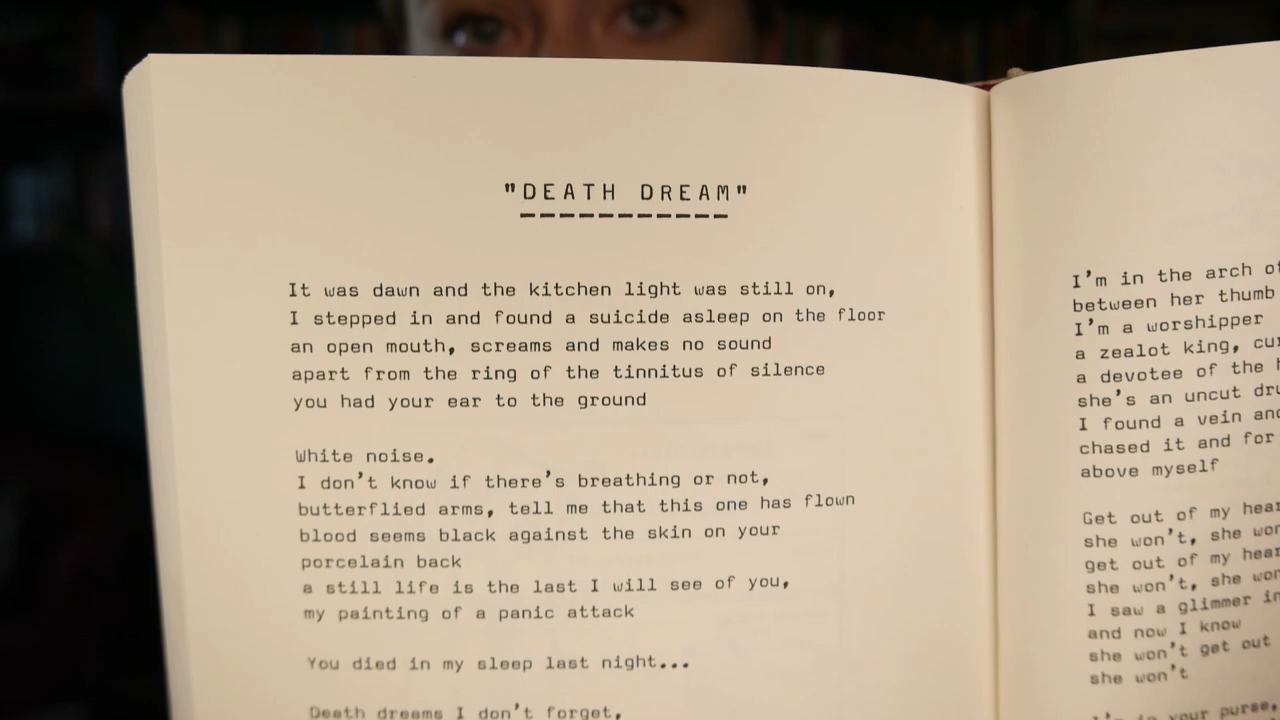 "DEATH DREAM"
It was dawn and the kitchen light was still on,
I stepped in and found a suicide asleep on the floor
an open mouth, screams and makes no sound
apart from the ring of the tinnitus of silence
you had your ear to the ground
White noise.
I don't know if there's breathing or not,
butterflied arms, tell me that this one has flown
blood seems black against the skin on your
porcelain back
a still life is the last I will see of you,
my painting of a panic attack
You died in my sleep last night...
Death dreams I don't forget,
I'm in the arch
between her thumb
I'm a worshipper
a zealot king,
a devotee of the
she's an uncut
I found a vein
chased it and for
above myself
Get out of my
she won't, she
get out of my
she won't, she
I saw a glimmer
and now I know
she won't get out
she won't
in your purse,